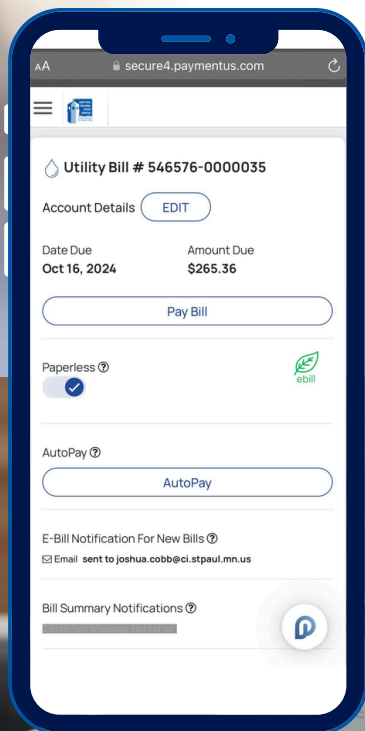 AA secure4.paymentus.com
Utility Bill # 546576-0000035
Account Details EDIT
Date Due Amount Due
Oct 16, 2024 $265.36
Pay Bill
Paperless
ebill
AutoPay
AutoPay
E-Bill Notification For New Bills
Email sent to joshua.cobb@ci.stpaul.mn.us
Bill Summary Notifications